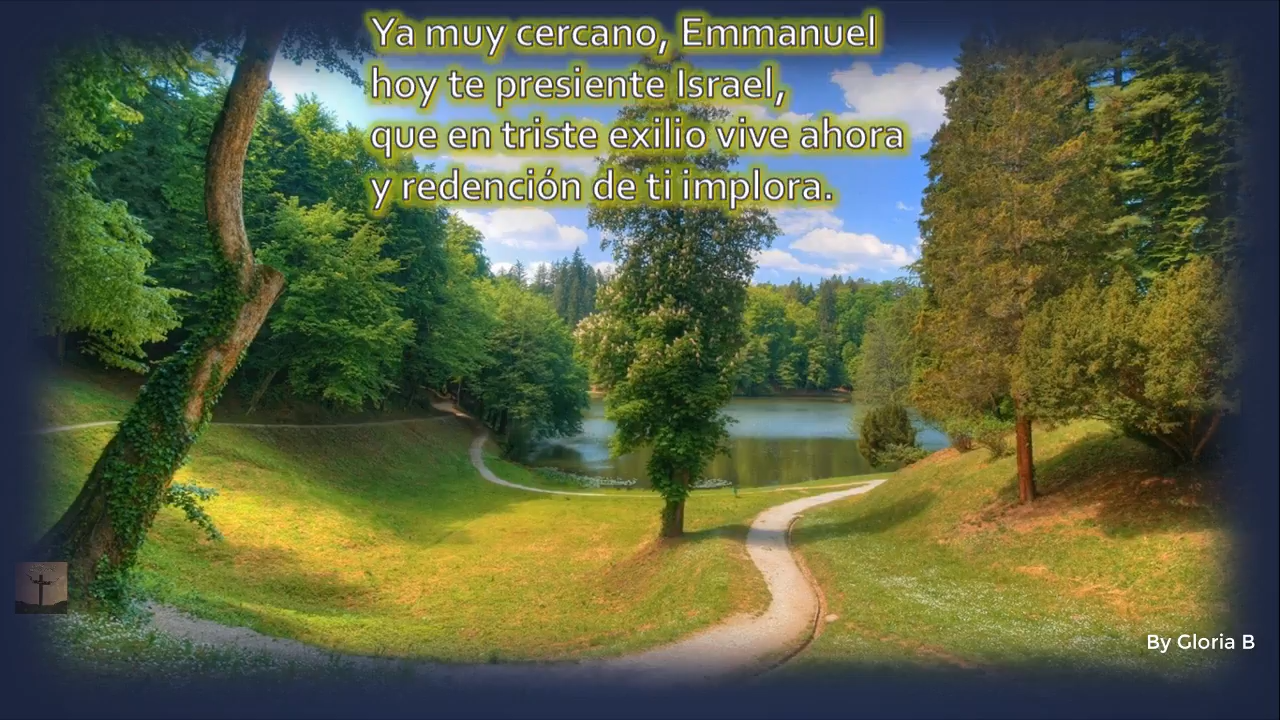 Ya muy cercano, Emmanuel
hoy te presiente Israel,
que en triste exilio vive ahora
y redención de ti implora.
By Gloria B